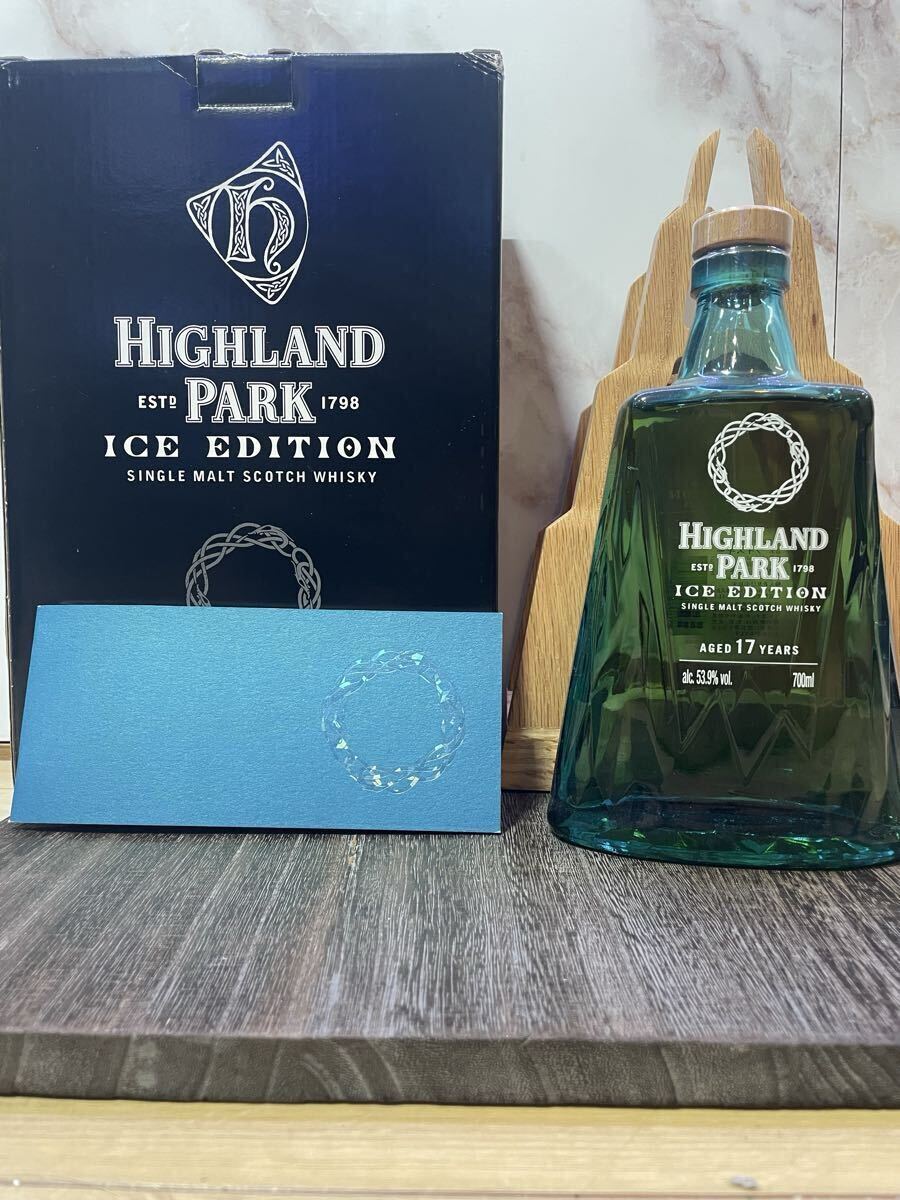 H
HIGHLAND
ESTD PARK 1798
ICE EDITION
SINGLE MALT SCOTCH WHISKY
HIGHLAND
ESTD PARK 1798
ICE EDITION
SINGLE MALT SCOTCH WHISKY
AGED 17 YEARS
alc. 53.9% vol. 700ml